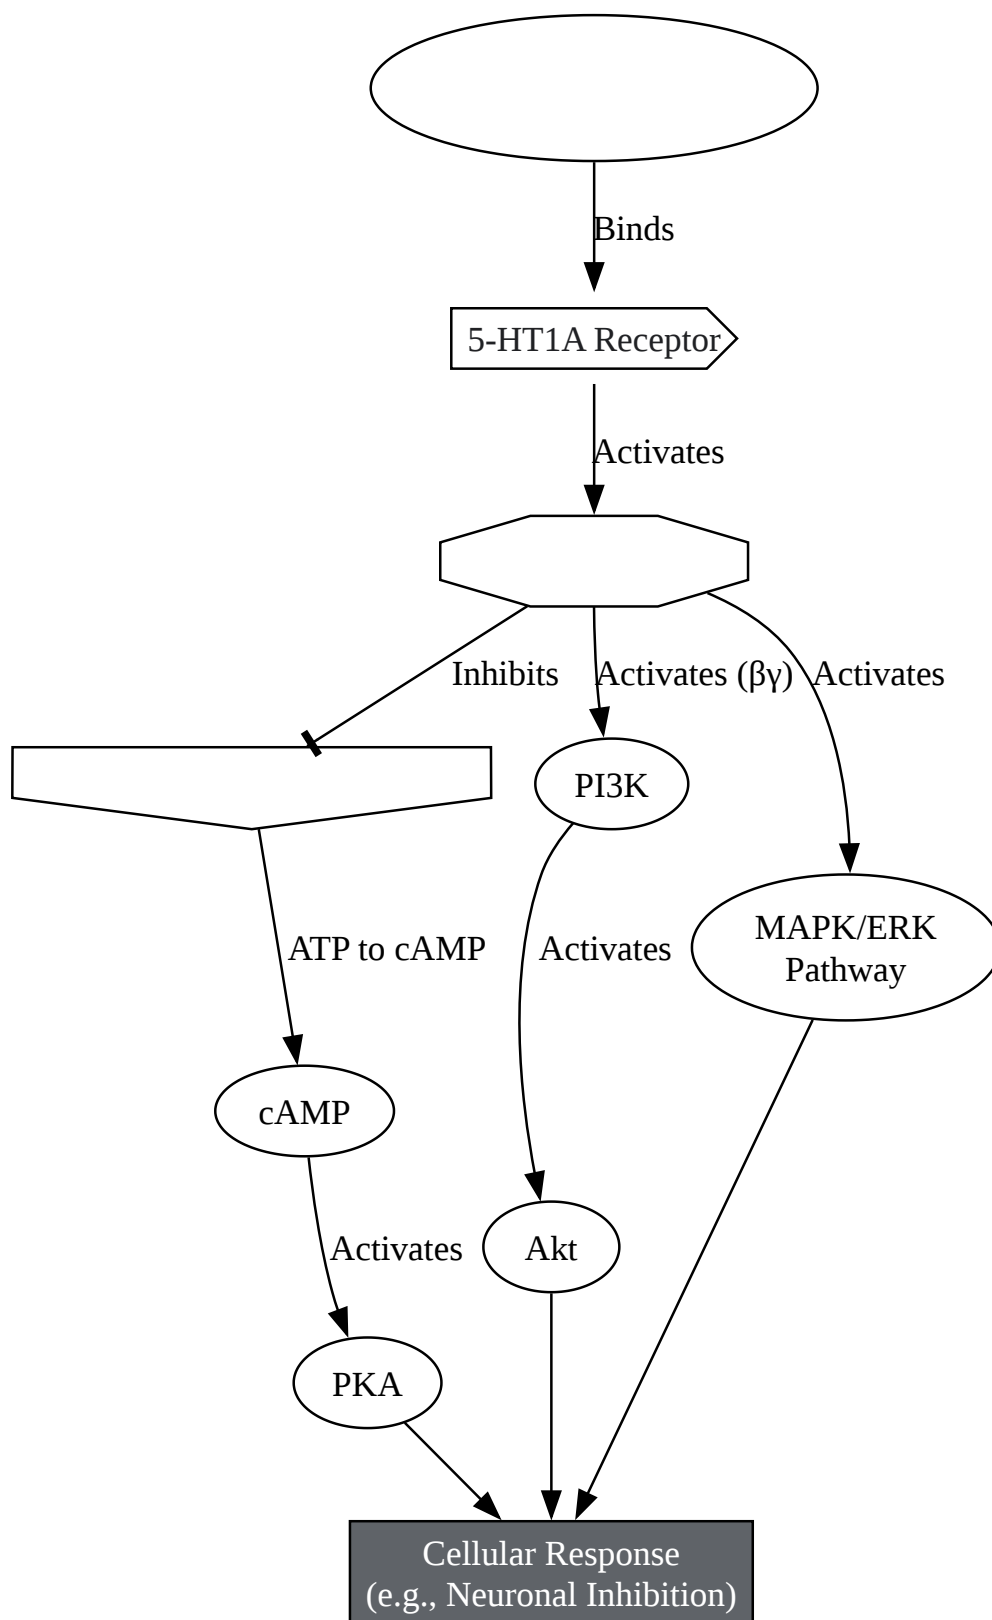 Binds
5-HT1A Receptor
Activates
Inhibits
Activates (βγ)
Activates
PI3K
MAPK/ERK
Pathway
ATP to cAMP
Activates
cAMP
Activates
Akt
PKA
Cellular Response
(e.g., Neuronal Inhibition)